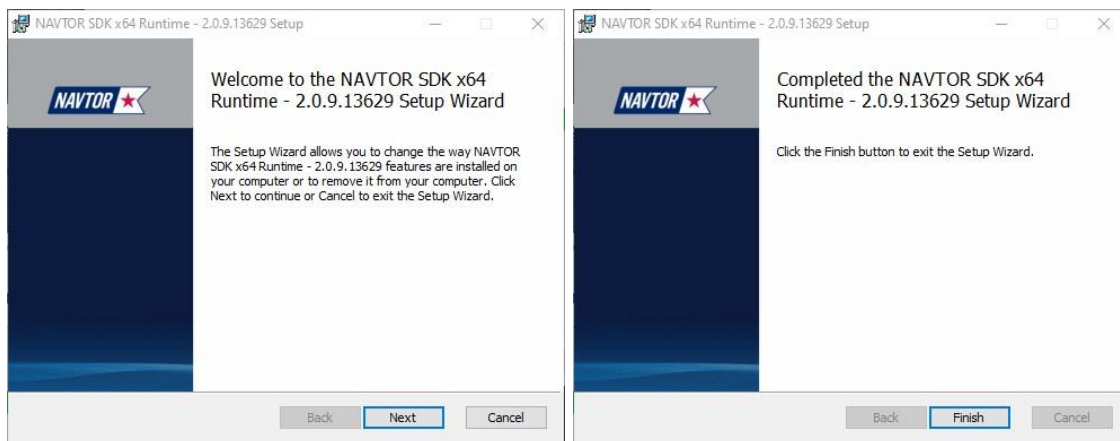 NAVTOR SDK x64 Runtime - 2.0.9.13629 Setup
NAVTOR
Welcome to the NAVTOR SDK x64
Runtime - 2.0.9.13629 Setup Wizard
The Setup Wizard allows you to change the way NAVTOR
SDK x64 Runtime - 2.0.9.13629 features are installed on
your computer or to remove it from your computer. Click
Next to continue or Cancel to exit the Setup Wizard.
Back
Next
Cancel
NAVTOR SDK x64 Runtime - 2.0.9.13629 Setup
NAVTOR
Completed the NAVTOR SDK x64
Runtime - 2.0.9.13629 Setup Wizard
Click the Finish button to exit the Setup Wizard.
Back
Finish
Cancel